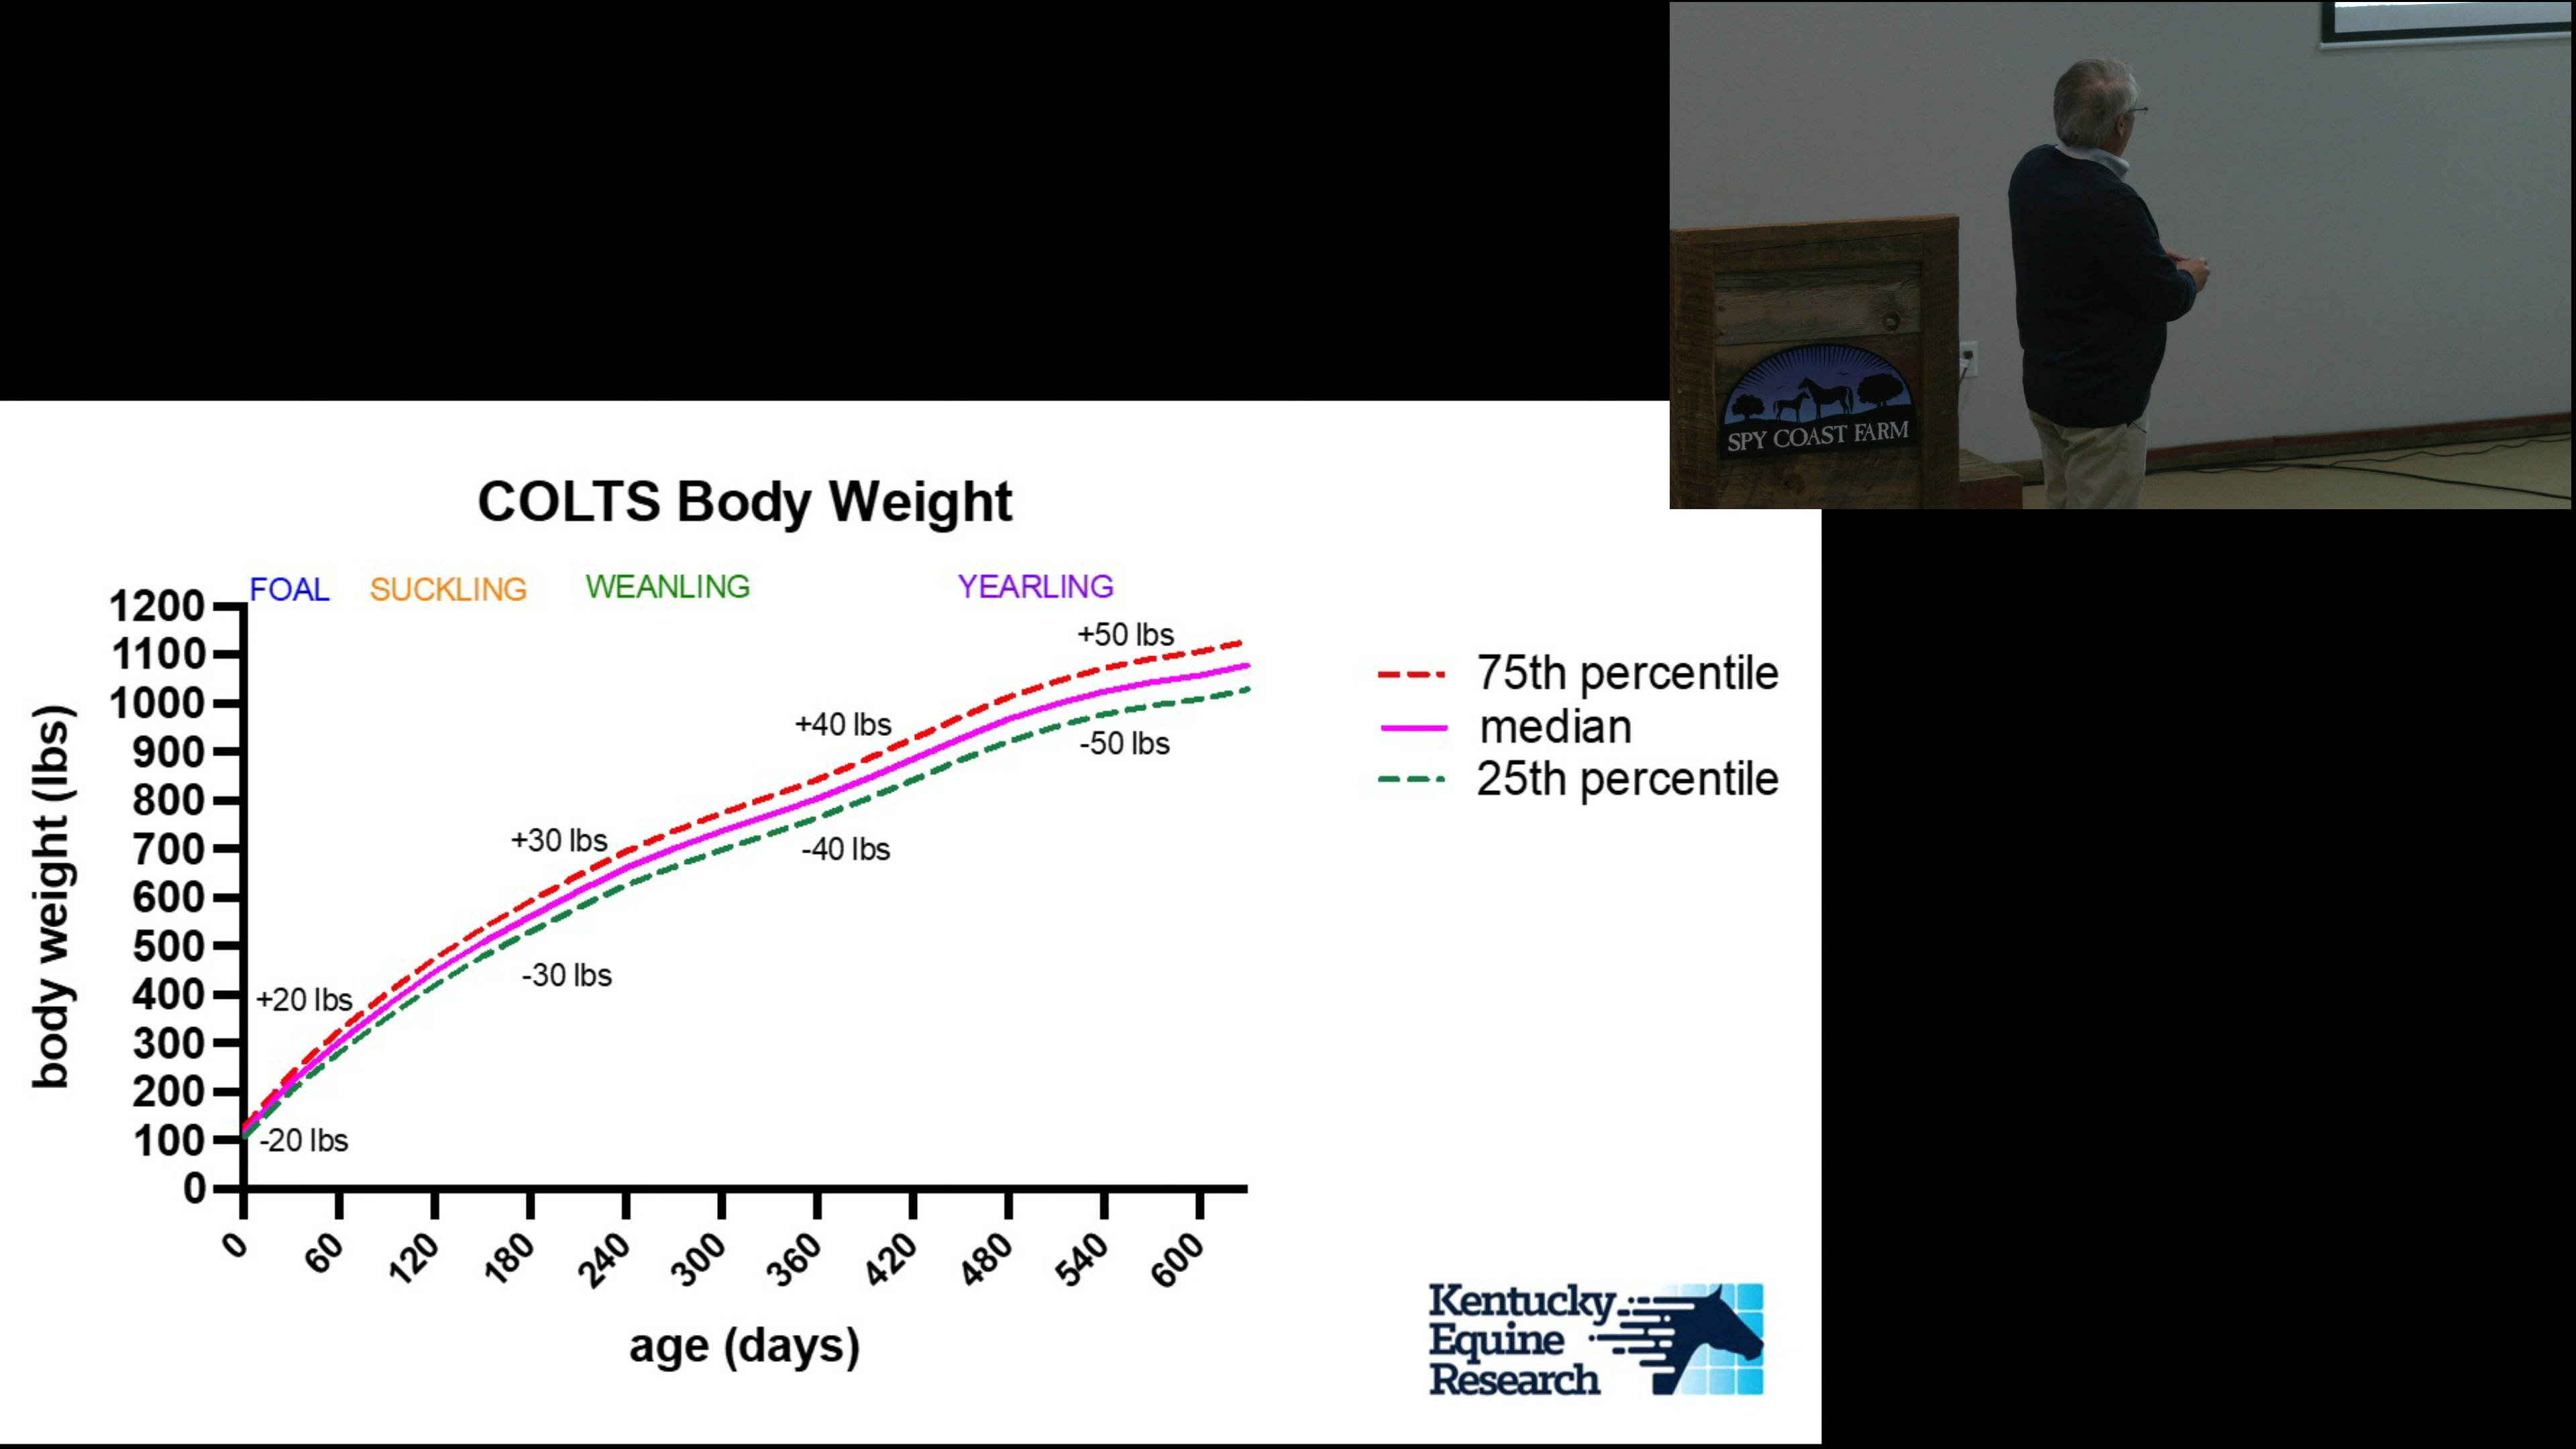 SPY COAST FARM
COLTS Body Weight
FOAL SUCKLING WEANLING YEARLING
1200
1100
1000
900
800
700
600
500
400
300
200
100
0
body weight (lbs)
+20 lbs
-20 lbs
+30 lbs
-30 lbs
+40 lbs
-40 lbs
+50 lbs
-50 lbs
75th percentile
median
25th percentile
0 60 120 180 240 300 360 420 480 540 600
age (days)
Kentucky
Equine
Research